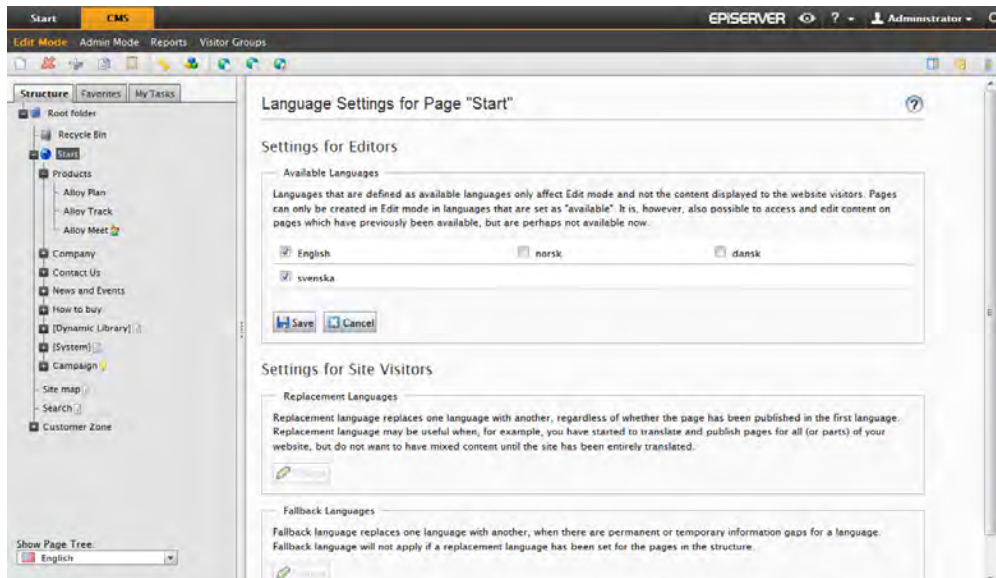 Start CMS EPISERVER ? Administrator
Edit Mode Admin Mode Reports Visitor Groups
Structure Favorites My Tasks
Root folder
Recycle Bin
Start
Products
Alloy Plan
Alloy Track
Alloy Meet
Company
Contact Us
News and Events
How to buy
[Dynamic Library]
[System]
Campaign
Site map
Search
Customer Zone
Show Page Tree:
English
Language Settings for Page "Start"
?
Settings for Editors
Available Languages
Languages that are defined as available languages only affect Edit mode and not the content displayed to the website visitors. Pages
can only be created in Edit mode in languages that are set as "available". It is, however, also possible to access and edit content on
pages which have previously been available, but are perhaps not available now.
English norsk dansk
svenska
Save Cancel
Settings for Site Visitors
Replacement Languages
Replacement language replaces one language with another, regardless of whether the page has been published in the first language.
Replacement language may be useful when, for example, you have started to translate and publish pages for all (or parts) of your
website, but do not want to have mixed content until the site has been entirely translated.
Fallback Languages
Fallback language replaces one language with another, when there are permanent or temporary information gaps for a language.
Fallback language will not apply if a replacement language has been set for the pages in the structure.